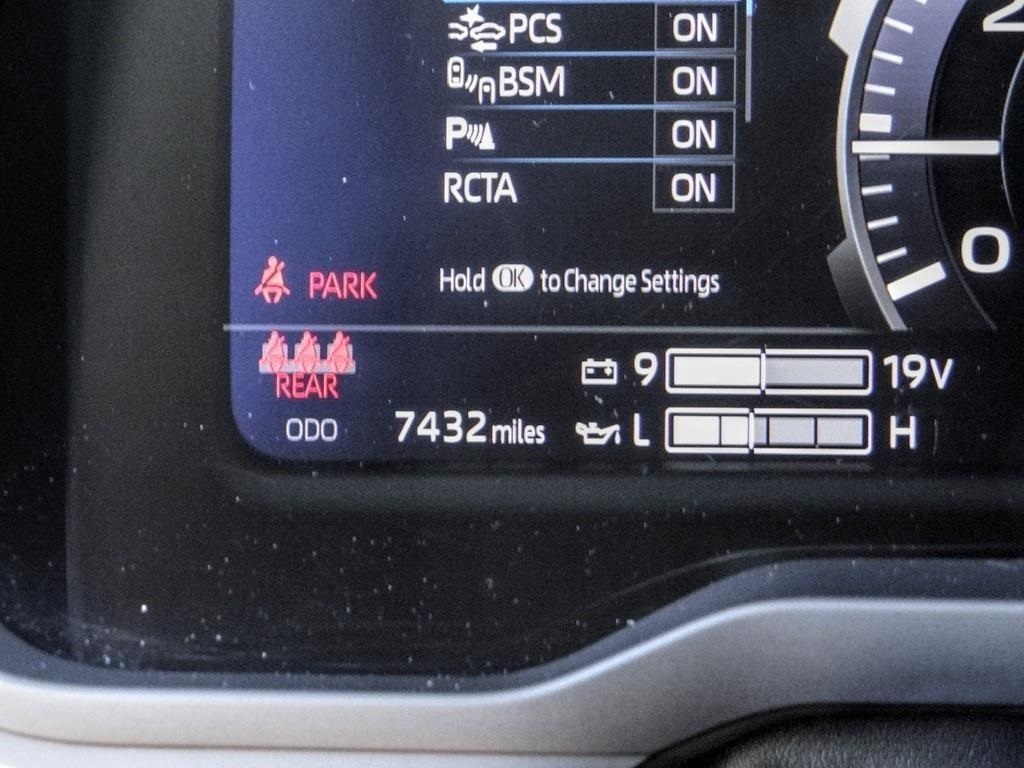 PCS ON
BSM ON
P ON
RCTA ON
PARK
Hold OK to Change Settings
REAR
9 19V
ODO 7432 miles
L H
2
0